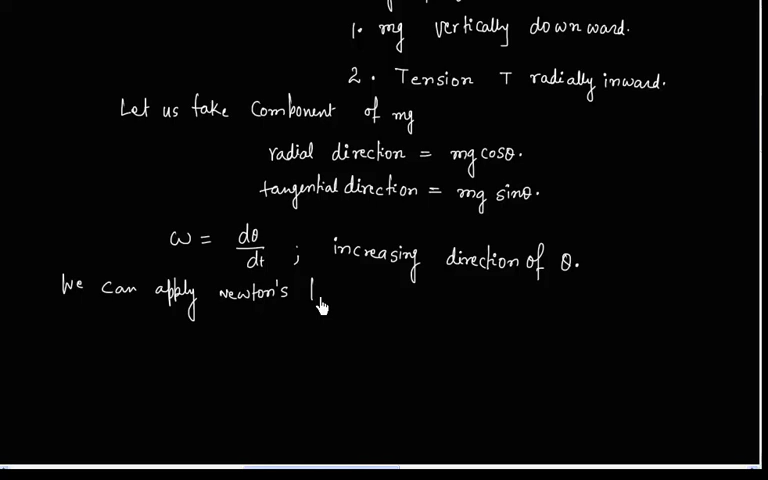 1. mg vertically downward.
2. Tension T radially inward.
Let us take Component of mg
radial direction = mg cosθ.
tangential direction = mg sinθ.
ω = dθ/dt ; increasing direction of θ.
We can apply newton's